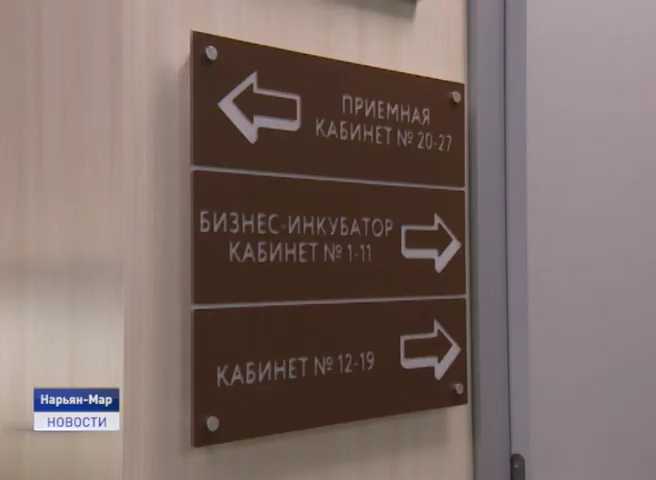 ПРИЕМНАЯ
КАБИНЕТ № 20-27
БИЗНЕС-ИНКУБАТОР
КАБИНЕТ № 1-11
КАБИНЕТ № 12-19
Нарьян-Мар
НОВОСТИ